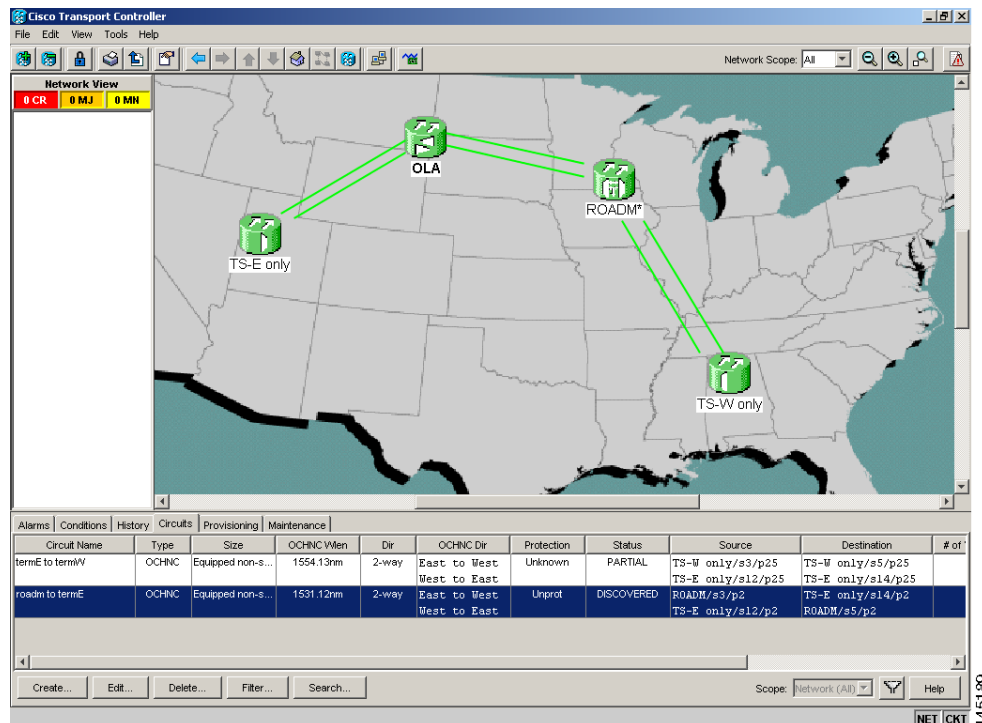 Cisco Transport Controller
File Edit View Tools Help
Network Scope: All
Network View
0 CR 0 MJ 0 MN
OLA
ROADM*
TS-E only
TS-W only
Alarms Conditions History Circuits Provisioning Maintenance
Circuit Name Type Size OCHNC Wlen Dir OCHNC Dir Protection Status Source Destination # of
termE to termW OCHNC Equipped non-s... 1554.13nm 2-way East to West Unknown PARTIAL TS-W only/s3/p25 TS-W only/s5/p25
West to East TS-E only/s12/p25 TS-E only/s14/p25
roadm to termE OCHNC Equipped non-s... 1531.12nm 2-way East to West Unprot DISCOVERED ROADM/s3/p2 TS-E only/s14/p2
West to East TS-E only/s12/p2 ROADM/s5/p2
Create... Edit... Delete... Filter... Search... Scope: Network (All) Help
NET CKT
145139